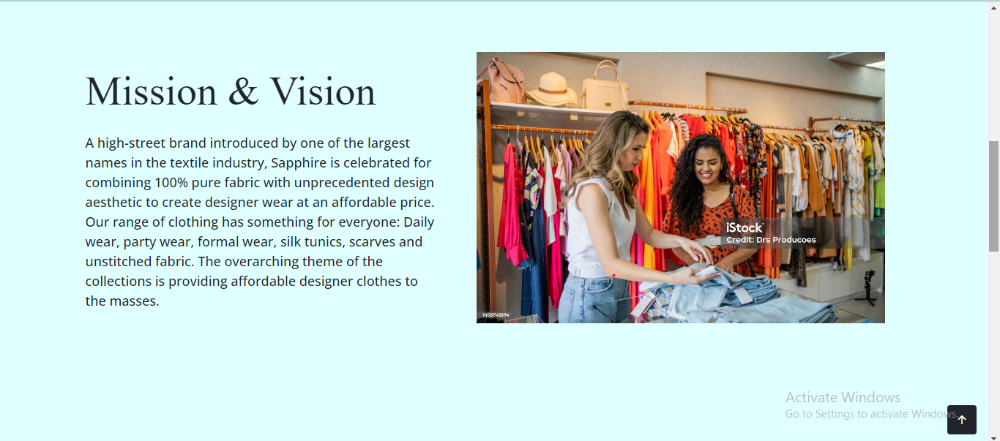 Mission & Vision
A high-street brand introduced by one of the largest
names in the textile industry, Sapphire is celebrated for
combining 100% pure fabric with unprecedented design
aesthetic to create designer wear at an affordable price.
Our range of clothing has something for everyone: Daily
wear, party wear, formal wear, silk tunics, scarves and
unstitched fabric. The overarching theme of the
collections is providing affordable designer clothes to
the masses.
iStock™
Credit: Drs Producoes
1458745894
Activate Windows
Go to Settings to activate Windows.